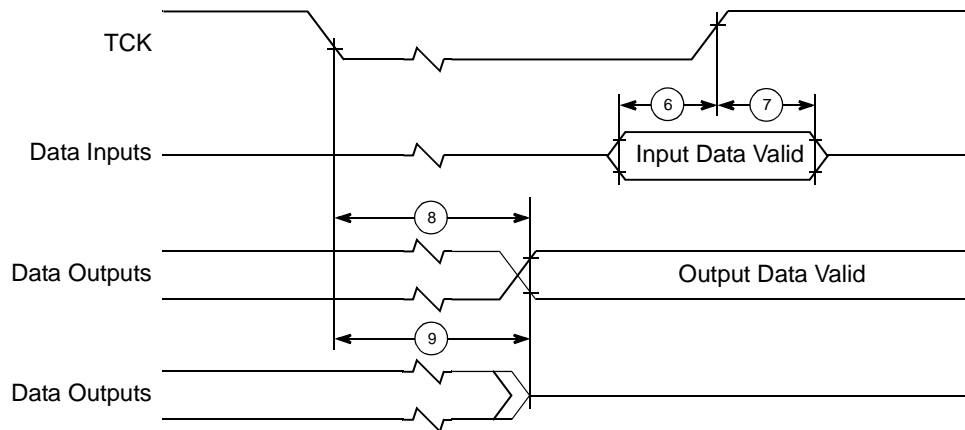 TCK
6
7
Data Inputs
Input Data Valid
8
Data Outputs
Output Data Valid
9
Data Outputs